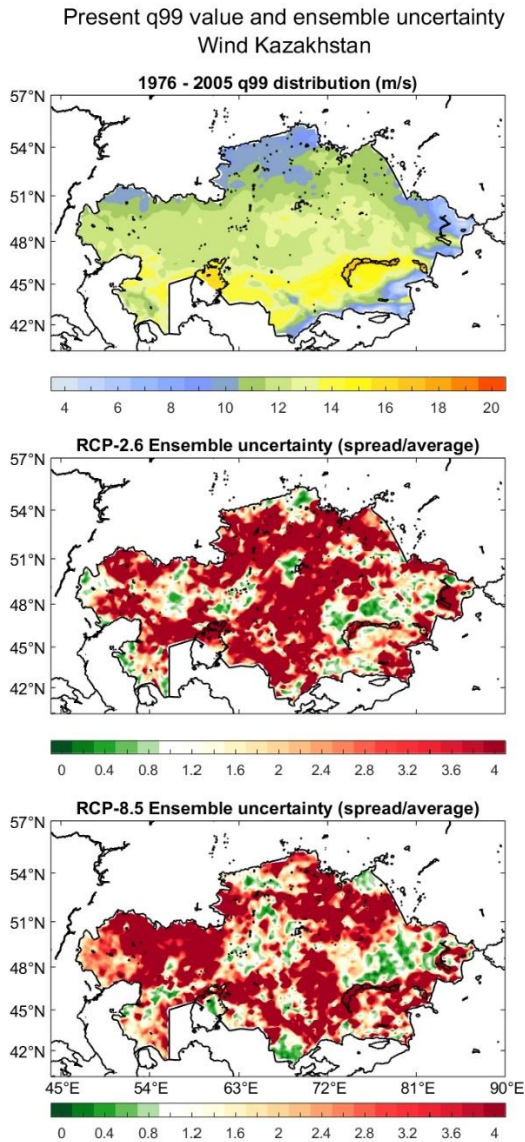 Present q99 value and ensemble uncertainty
Wind Kazakhstan
1976 - 2005 q99 distribution (m/s)
57°N
54°N
51°N
48°N
45°N
42°N
4 6 8 10 12 14 16 18 20
RCP-2.6 Ensemble uncertainty (spread/average)
57°N
54°N
51°N
48°N
45°N
42°N
0 0.4 0.8 1.2 1.6 2 2.4 2.8 3.2 3.6 4
RCP-8.5 Ensemble uncertainty (spread/average)
57°N
54°N
51°N
48°N
45°N
42°N
45°E 54°E 63°E 72°E 81°E 90°E
0 0.4 0.8 1.2 1.6 2 2.4 2.8 3.2 3.6 4